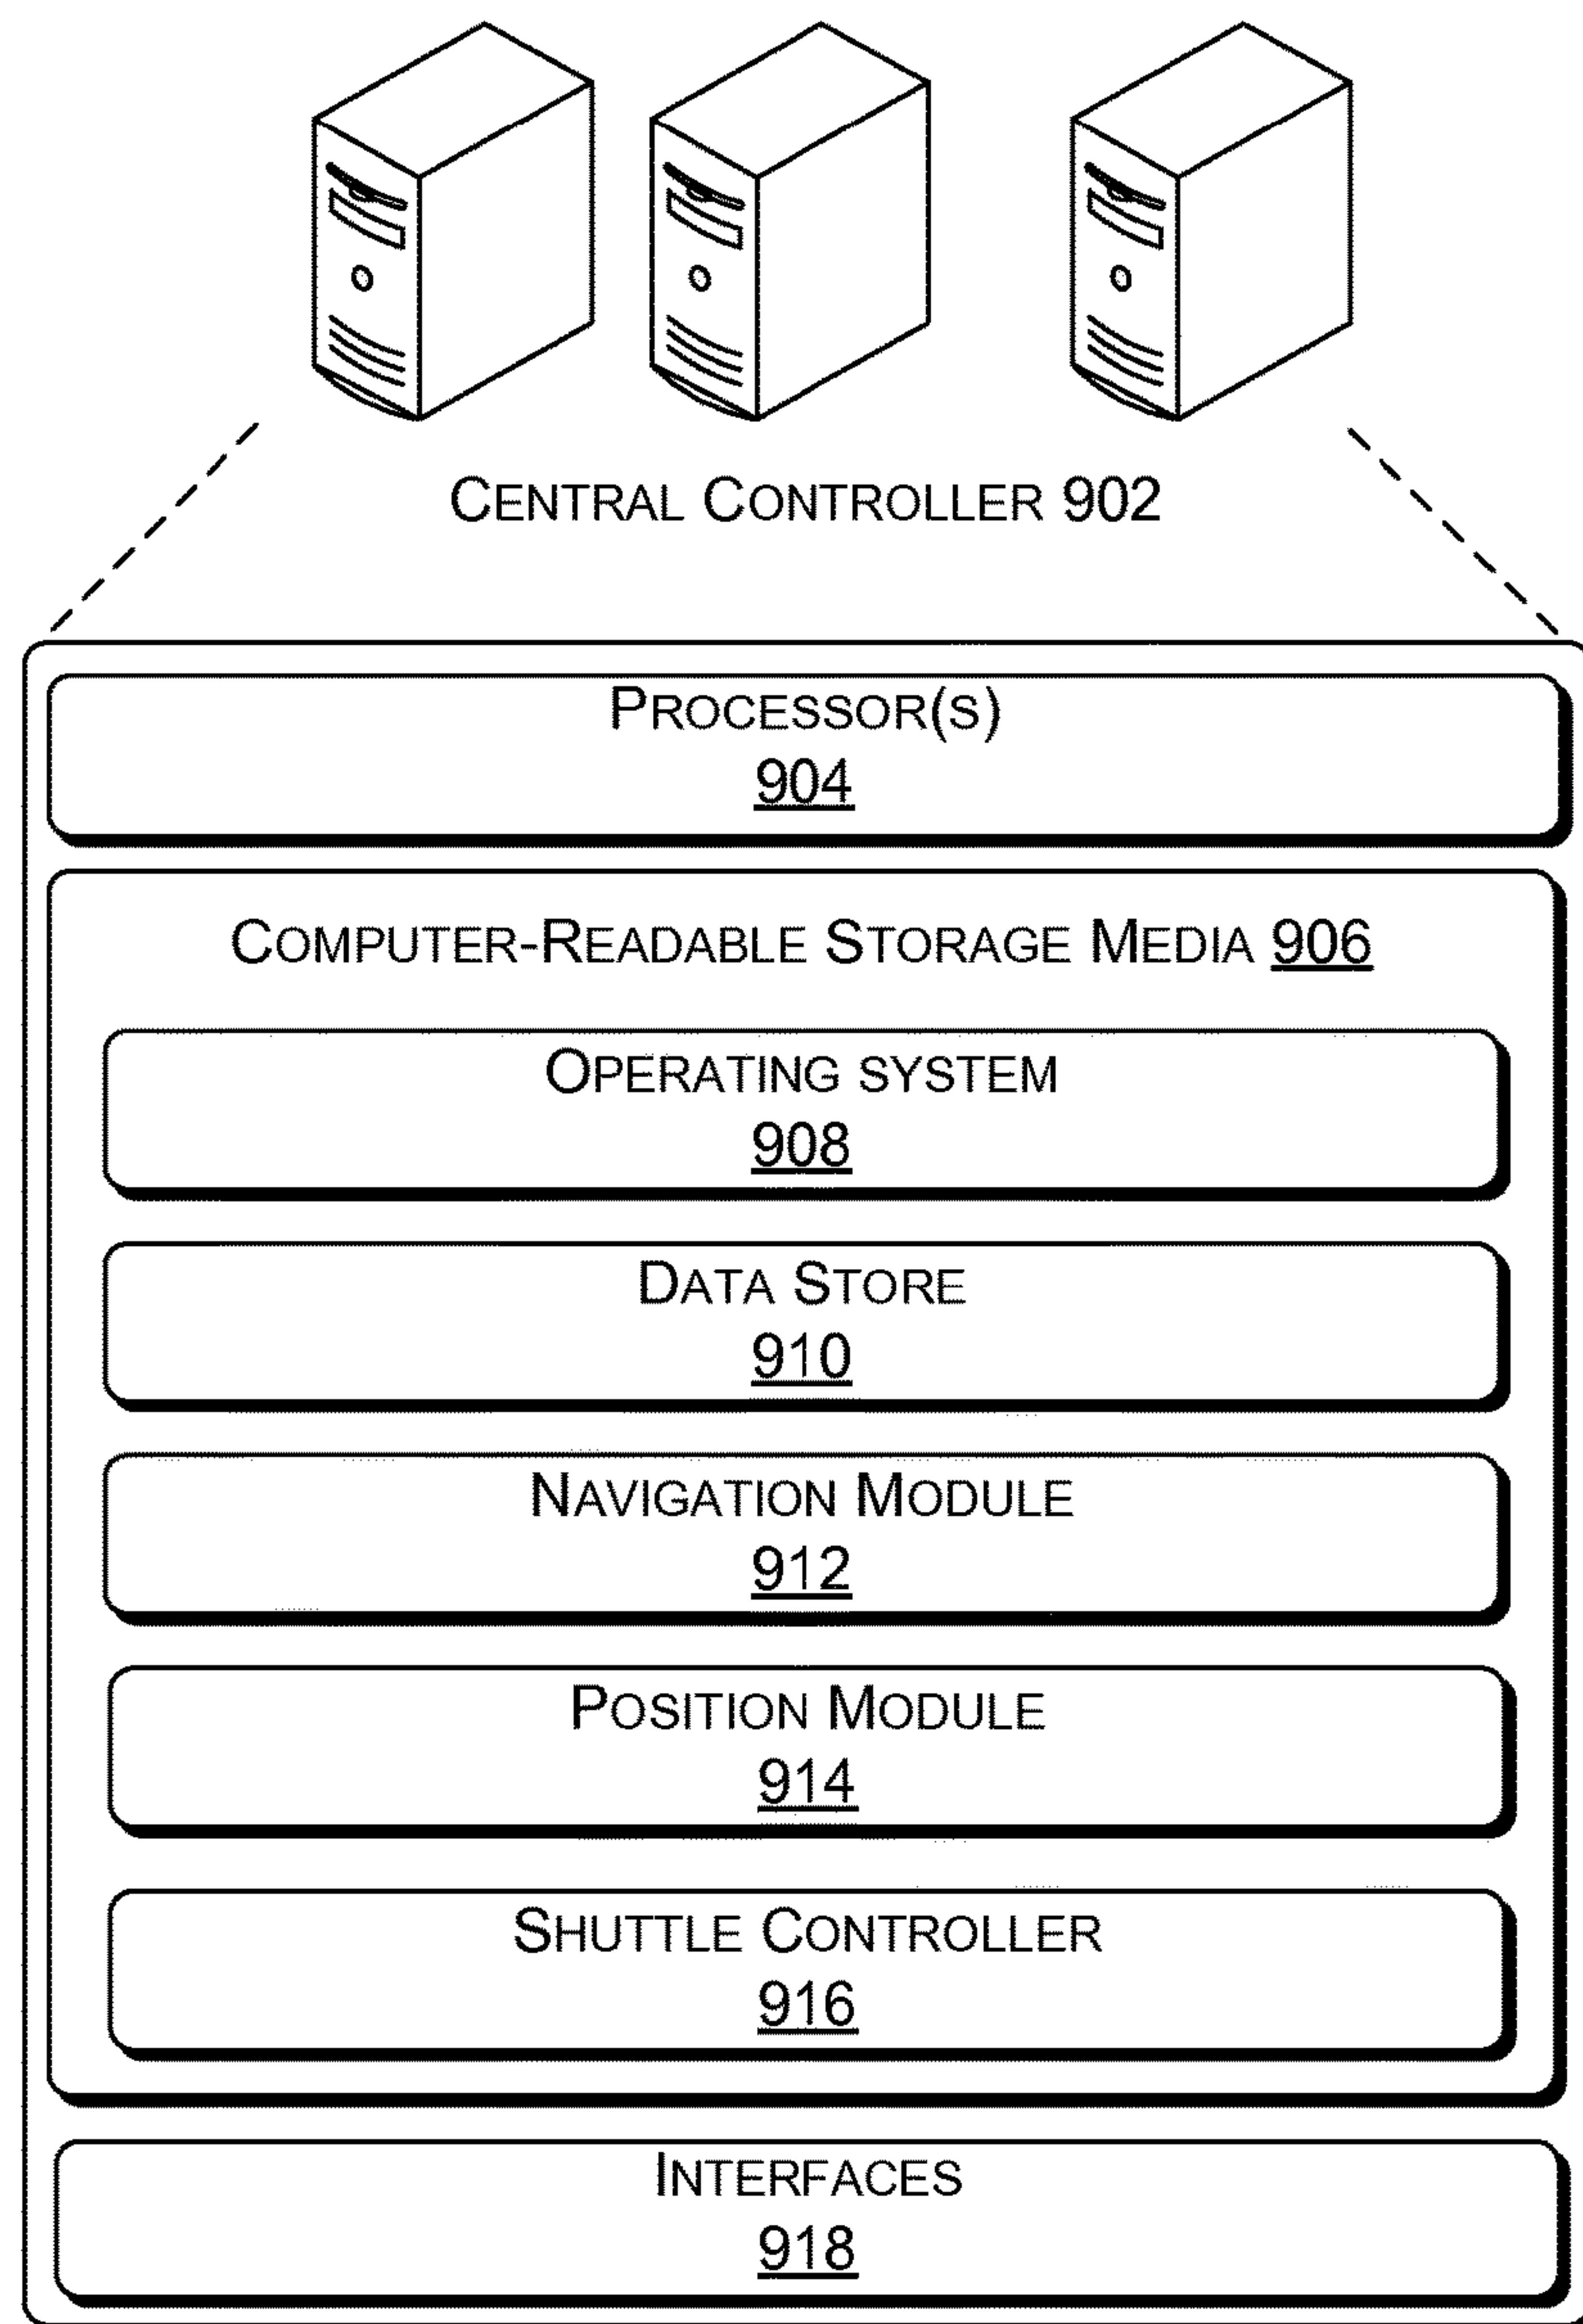 CENTRAL CONTROLLER 902
PROCESSOR(S)
904
COMPUTER-READABLE STORAGE MEDIA 906
OPERATING SYSTEM
908
DATA STORE
910
NAVIGATION MODULE
912
POSITION MODULE
914
SHUTTLE CONTROLLER
916
INTERFACES
918